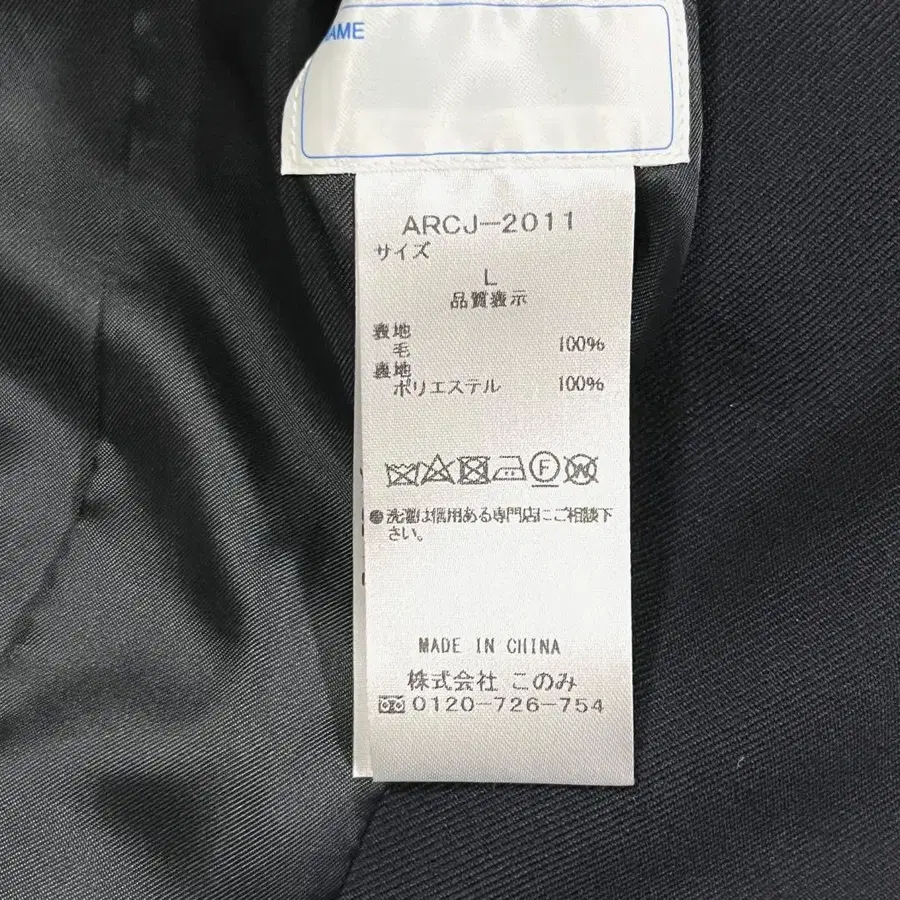 AME
ARCJ-2011
サイズ
L
品質表示
表地
毛 100%
裏地
ポリエステル 100%
F
W
●洗濯は信用ある専門店にご相談下
さい。
MADE IN CHINA
株式会社 このみ
0120-726-754